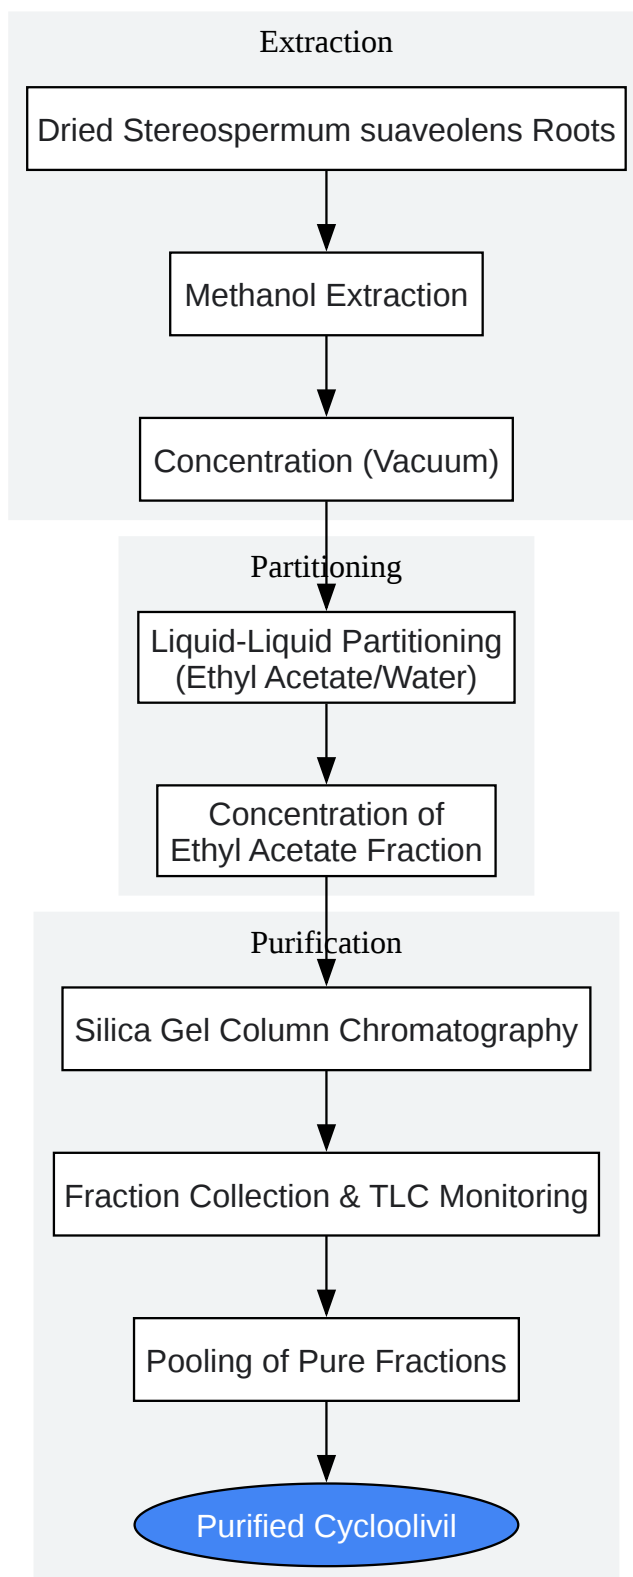 Extraction
Dried Stereospermum suaveolens Roots
Methanol Extraction
Concentration (Vacuum)
Partitioning
Liquid-Liquid Partitioning
(Ethyl Acetate/Water)
Concentration of
Ethyl Acetate Fraction
Purification
Silica Gel Column Chromatography
Fraction Collection & TLC Monitoring
Pooling of Pure Fractions
Purified Cycloolivil